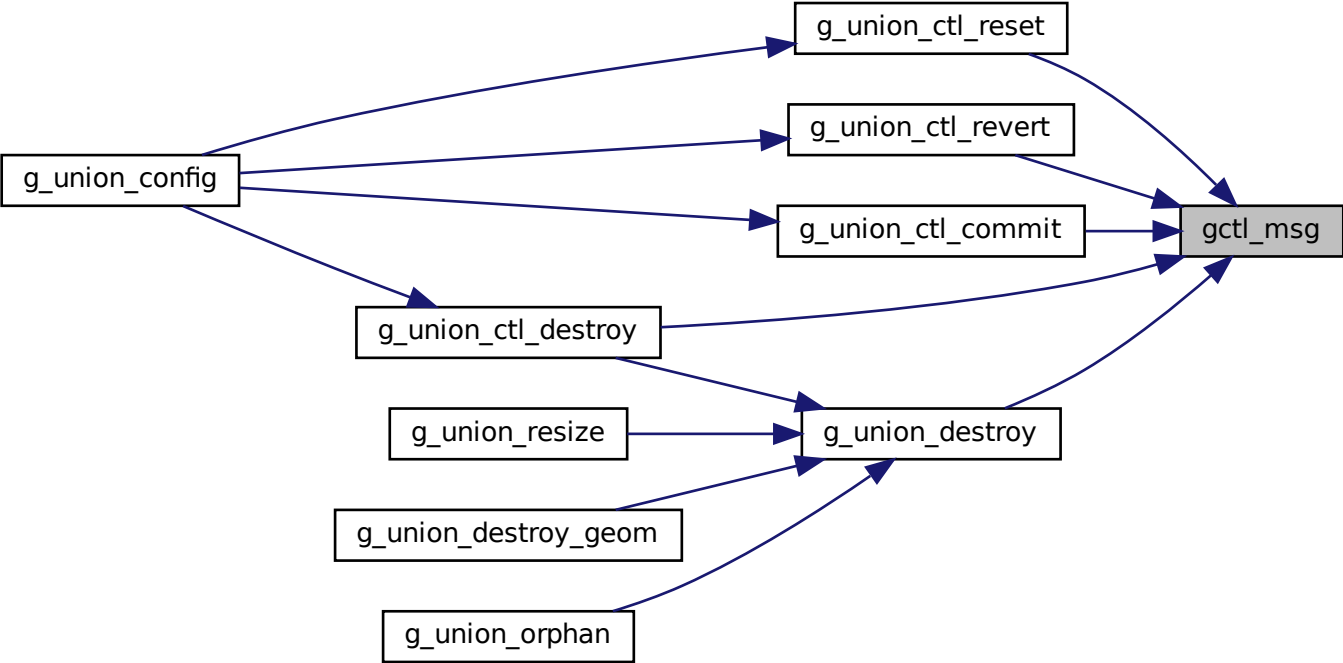 g_union_ctl_reset
g_union_ctl_revert
g_union_config
g_union_ctl_commit
gctl_msg
g_union_ctl_destroy
g_union_resize
g_union_destroy
g_union_destroy_geom
g_union_orphan